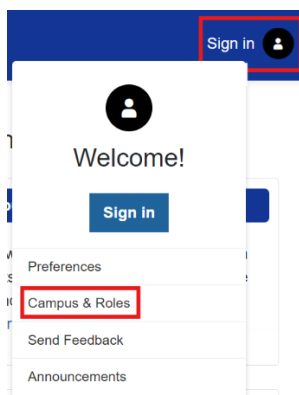 Sign in
Welcome!
Sign in
Preferences
Campus & Roles
Send Feedback
Announcements